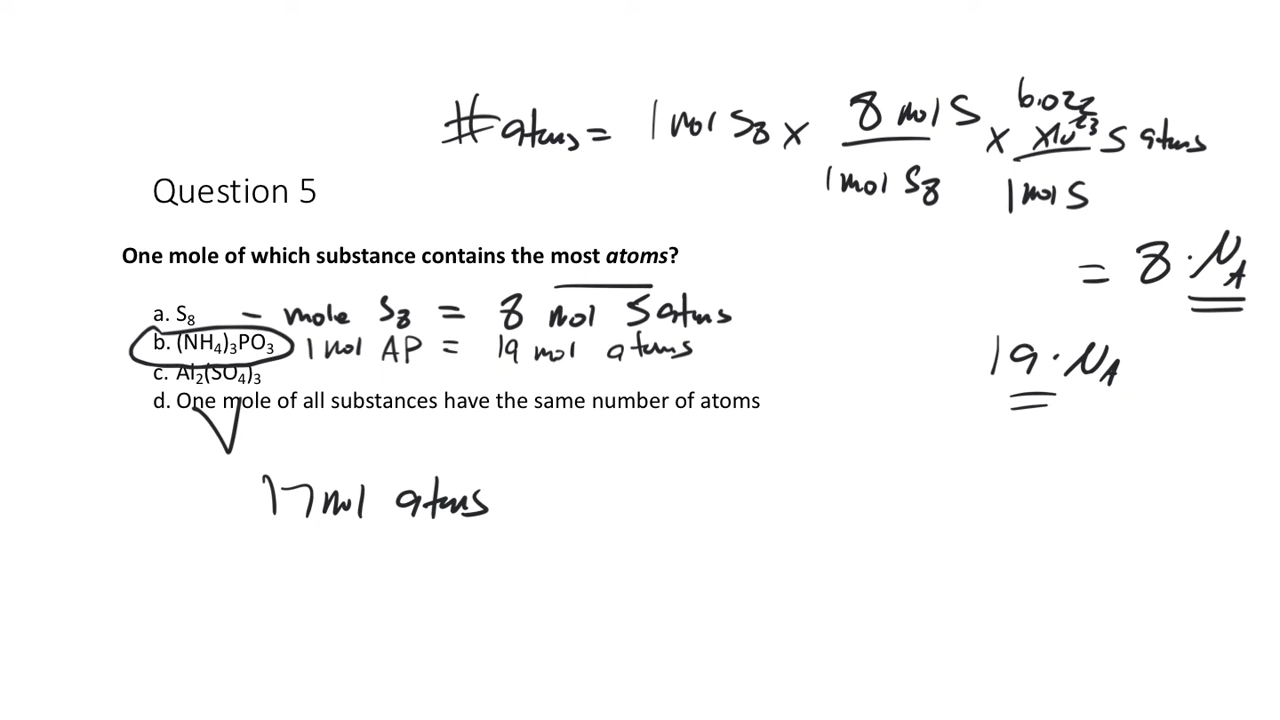 #atoms = 1 mol S8 × 8 mol S / 1 mol S8 × 6.022 ×10^23 S atoms / 1 mol S
Question 5
One mole of which substance contains the most atoms?
= 8 · NA
a. S8 – mole S8 = 8 mol S atoms
b. (NH4)3PO3 1 mol AP = 19 mol atoms
19 · NA
c. Al2(SO4)3
d. One mole of all substances have the same number of atoms
17 mol atoms